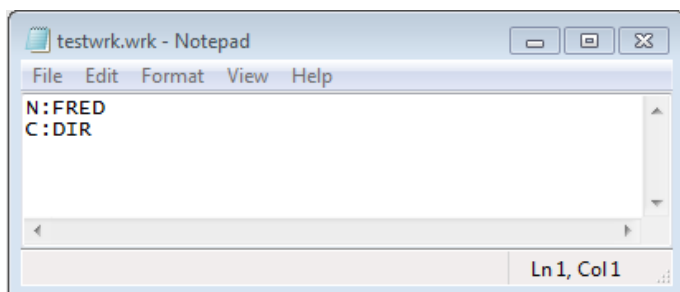 testwrk.wrk - Notepad
File Edit Format View Help
N:FRED
C:DIR
Ln 1, Col 1